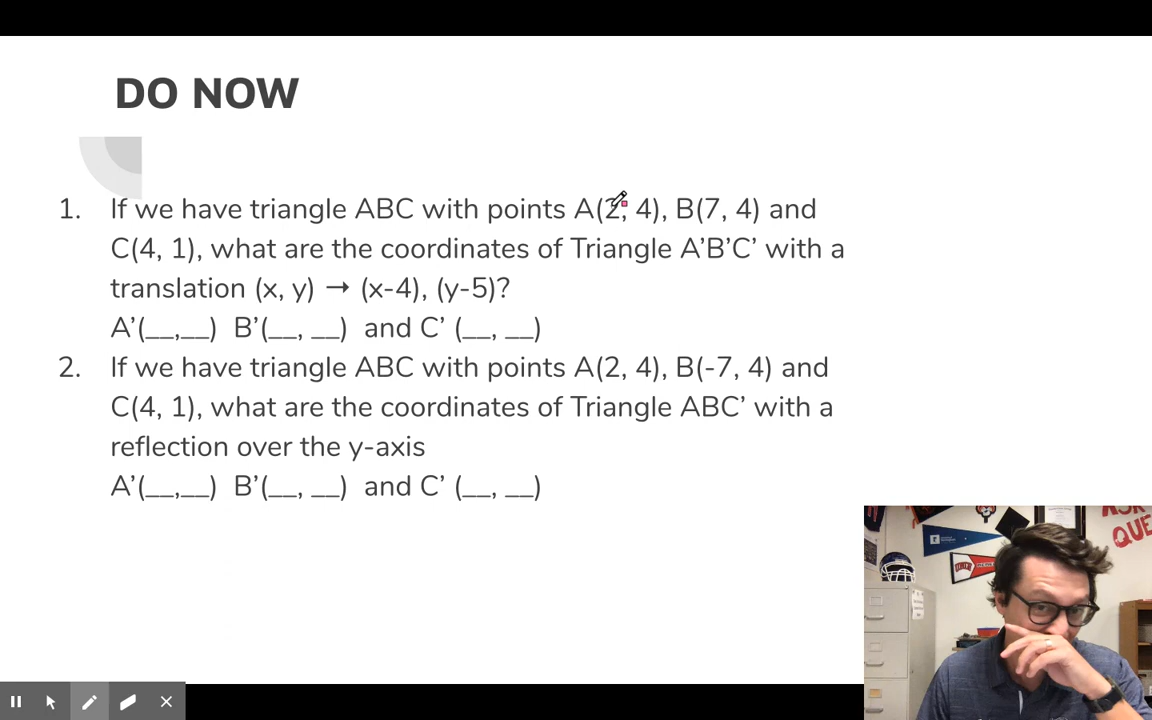 DO NOW
1. If we have triangle ABC with points A(2, 4), B(7, 4) and
C(4, 1), what are the coordinates of Triangle A’B’C’ with a
translation (x, y) → (x-4), (y-5)?
A’(__,__) B’(__, __) and C’ (__, __)
2. If we have triangle ABC with points A(2, 4), B(-7, 4) and
C(4, 1), what are the coordinates of Triangle ABC’ with a
reflection over the y-axis
A’(__,__) B’(__, __) and C’ (__, __)
ASK
QUE